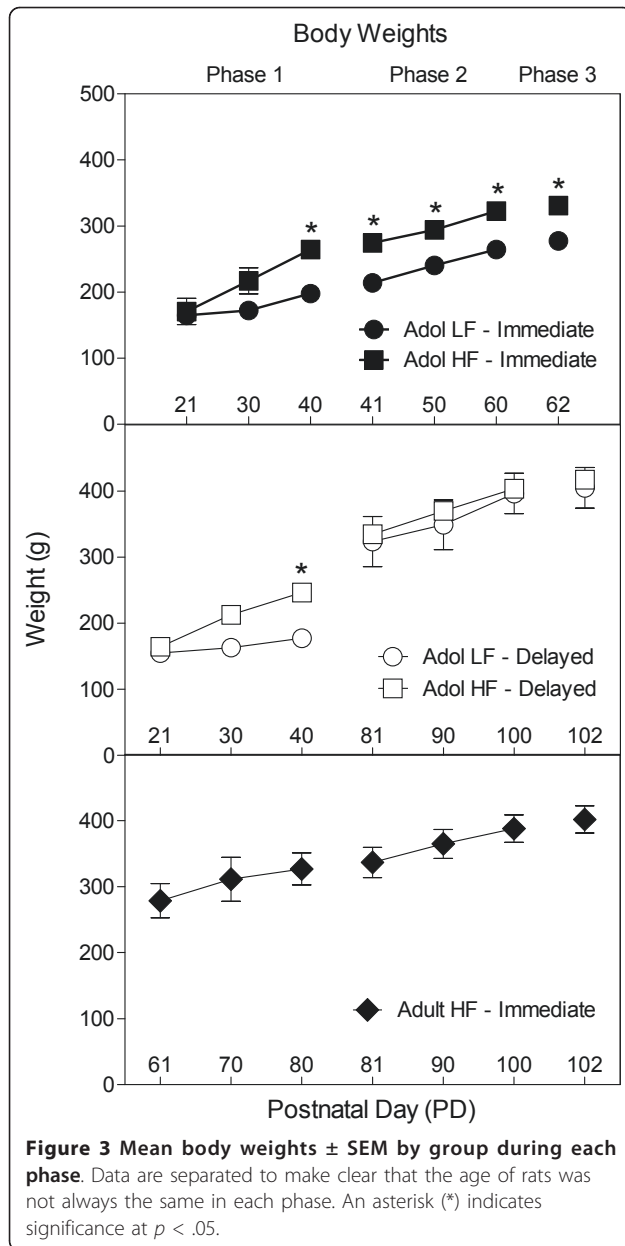 Body Weights
Phase 1 Phase 2 Phase 3
500
400
300
200
100
0
* * * * *
Adol LF - Immediate
Adol HF - Immediate
21 30 40 41 50 60 62
Weight (g)
400
300
200
100
0
*
Adol LF - Delayed
Adol HF - Delayed
21 30 40 81 90 100 102
400
300
200
100
0
Adult HF - Immediate
61 70 80 81 90 100 102
Postnatal Day (PD)
Figure 3 Mean body weights ± SEM by group during each
phase. Data are separated to make clear that the age of rats was
not always the same in each phase. An asterisk (*) indicates
significance at p < .05.